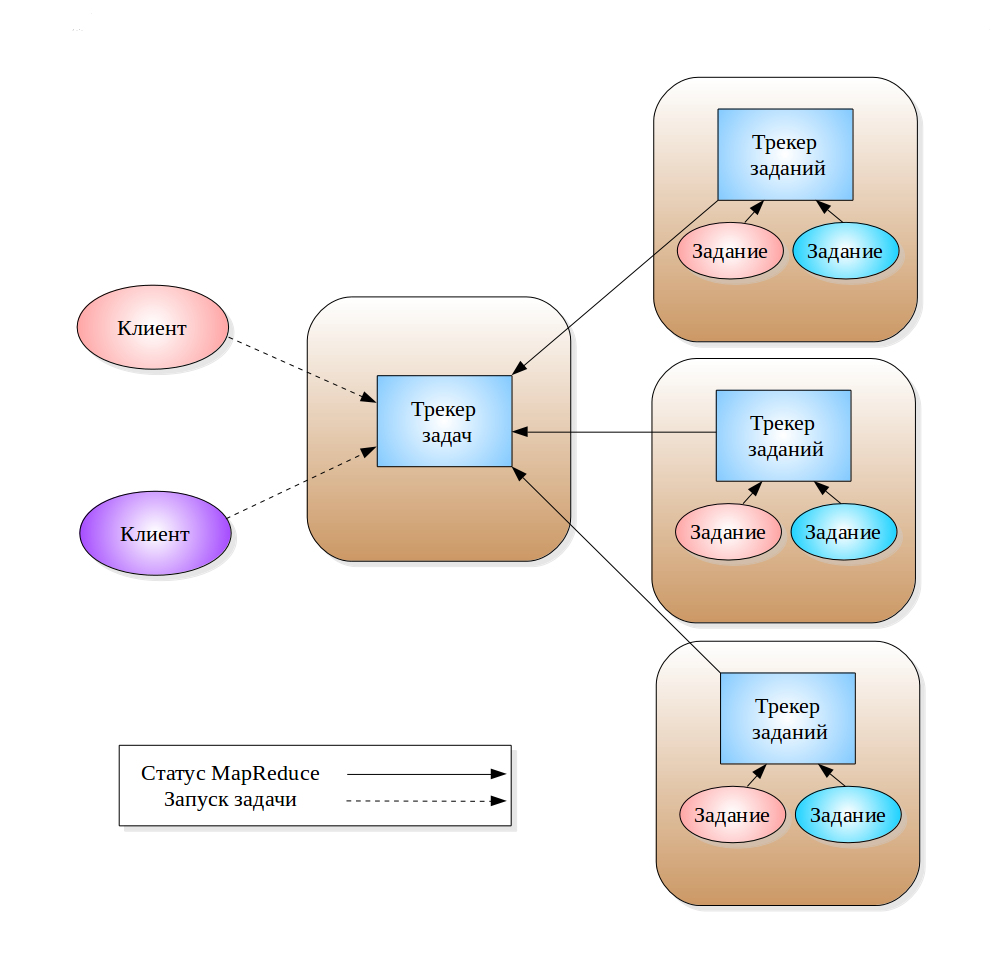 Трекер
заданий
Задание
Задание
Клиент
Трекер
задач
Клиент
Трекер
заданий
Задание
Задание
Трекер
заданий
Задание
Задание
Статус MapReduce
Запуск задачи